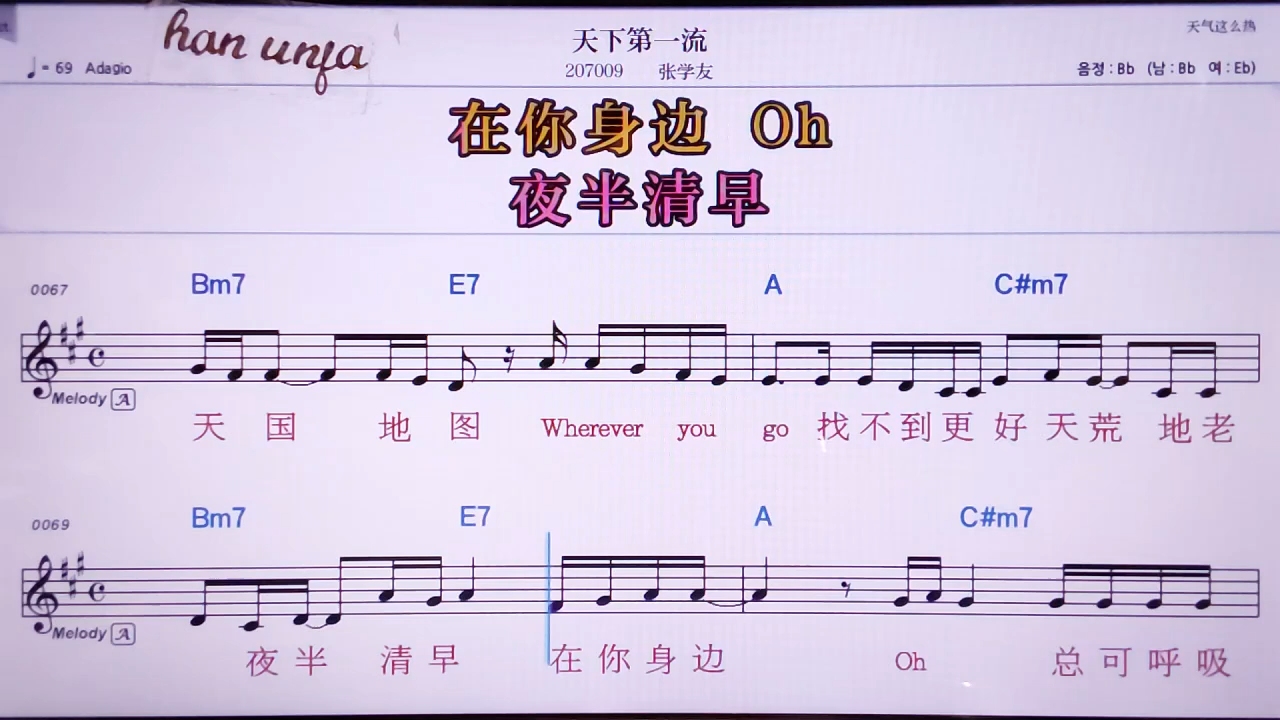 han unfa
天下第一流
天气这么热
♩= 69 Adagio
207009 张学友
음정 : Bb (남 : Bb 여 : Eb)
在你身边 Oh
夜半清早
0067 Bm7 E7 A C#m7
Melody A
天 国 地 图 Wherever you go 找不到更好天荒 地老
0069 Bm7 E7 A C#m7
Melody A
夜半 清早 在你身边 Oh 总可呼吸